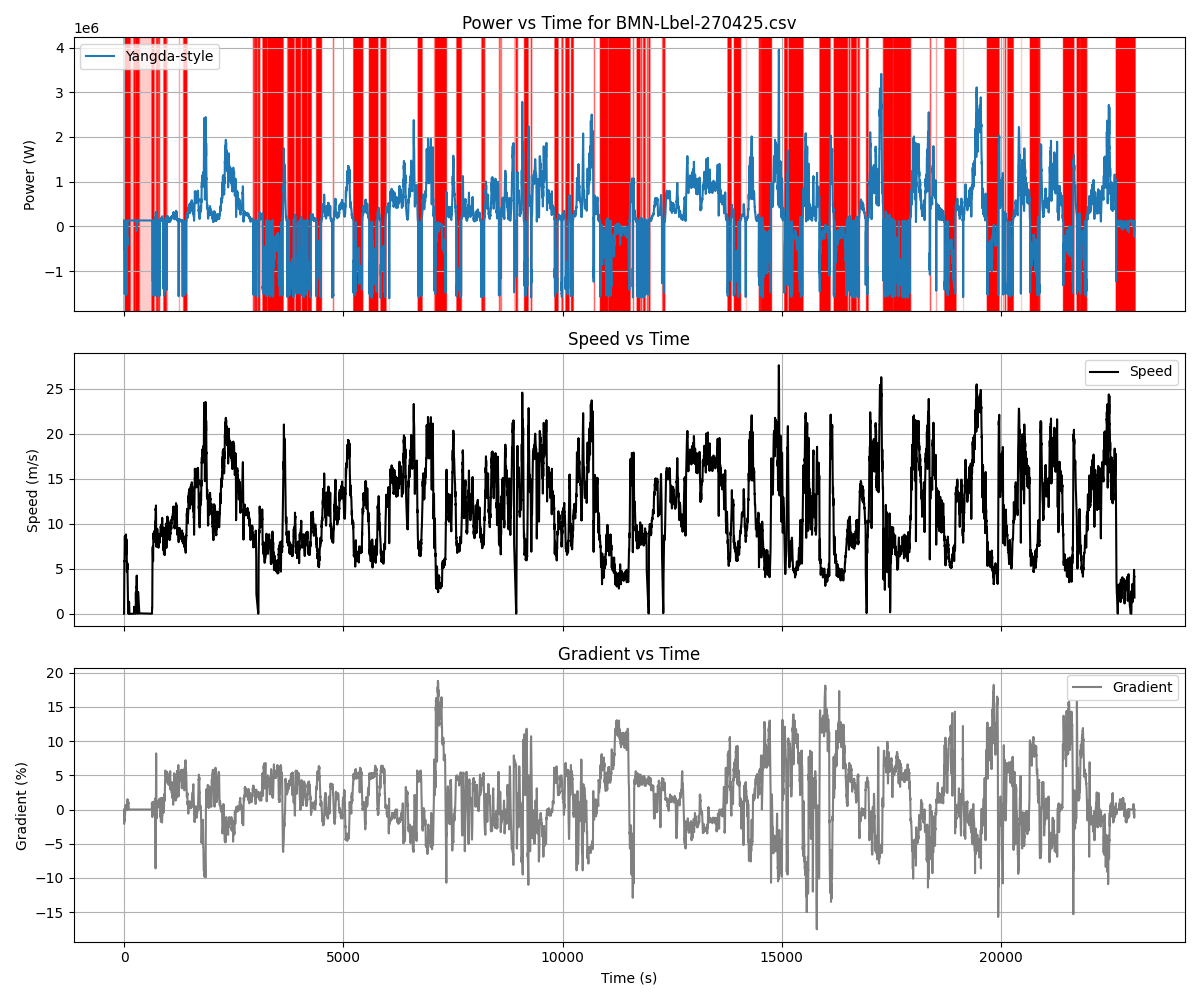 Power vs Time for BMN-Lbel-270425.csv
1e6
Yangda-style
Power (W)
4
3
2
1
0
−1
Speed vs Time
Speed
Speed (m/s)
25
20
15
10
5
0
Gradient vs Time
Gradient
Gradient (%)
20
15
10
5
0
−5
−10
−15
0 5000 10000 15000 20000
Time (s)